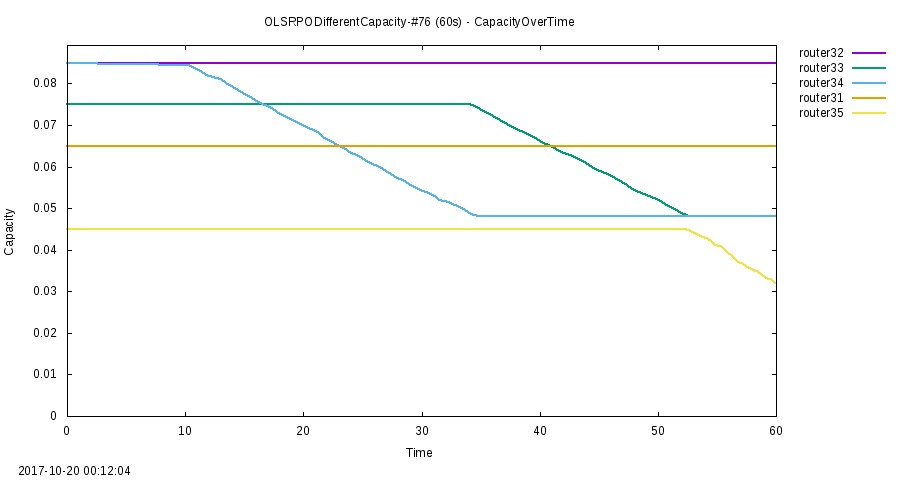 OLSRPODifferentCapacity-#76 (60s) - CapacityOverTime
router32
router33
router34
router31
router35
0.08
0.07
0.06
0.05
0.04
0.03
0.02
0.01
0
Capacity
0 10 20 30 40 50 60
Time
2017-10-20 00:12:04